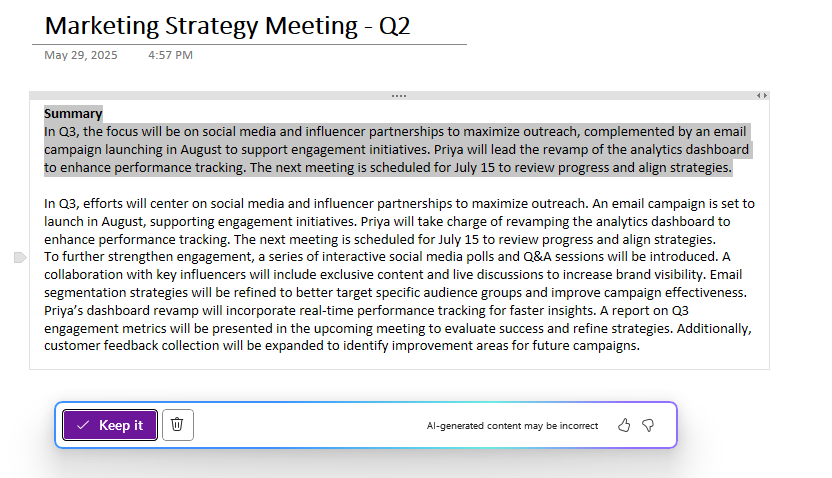 Marketing Strategy Meeting - Q2
May 29, 2025 4:57 PM
Summary
In Q3, the focus will be on social media and influencer partnerships to maximize outreach, complemented by an email
campaign launching in August to support engagement initiatives. Priya will lead the revamp of the analytics dashboard
to enhance performance tracking. The next meeting is scheduled for July 15 to review progress and align strategies.
In Q3, efforts will center on social media and influencer partnerships to maximize outreach. An email campaign is set to
launch in August, supporting engagement initiatives. Priya will take charge of revamping the analytics dashboard to
enhance performance tracking. The next meeting is scheduled for July 15 to review progress and align strategies.
To further strengthen engagement, a series of interactive social media polls and Q&A sessions will be introduced. A
collaboration with key influencers will include exclusive content and live discussions to increase brand visibility. Email
segmentation strategies will be refined to better target specific audience groups and improve campaign effectiveness.
Priya's dashboard revamp will incorporate real-time performance tracking for faster insights. A report on Q3
engagement metrics will be presented in the upcoming meeting to evaluate success and refine strategies. Additionally,
customer feedback collection will be expanded to identify improvement areas for future campaigns.
Keep it
AI-generated content may be incorrect